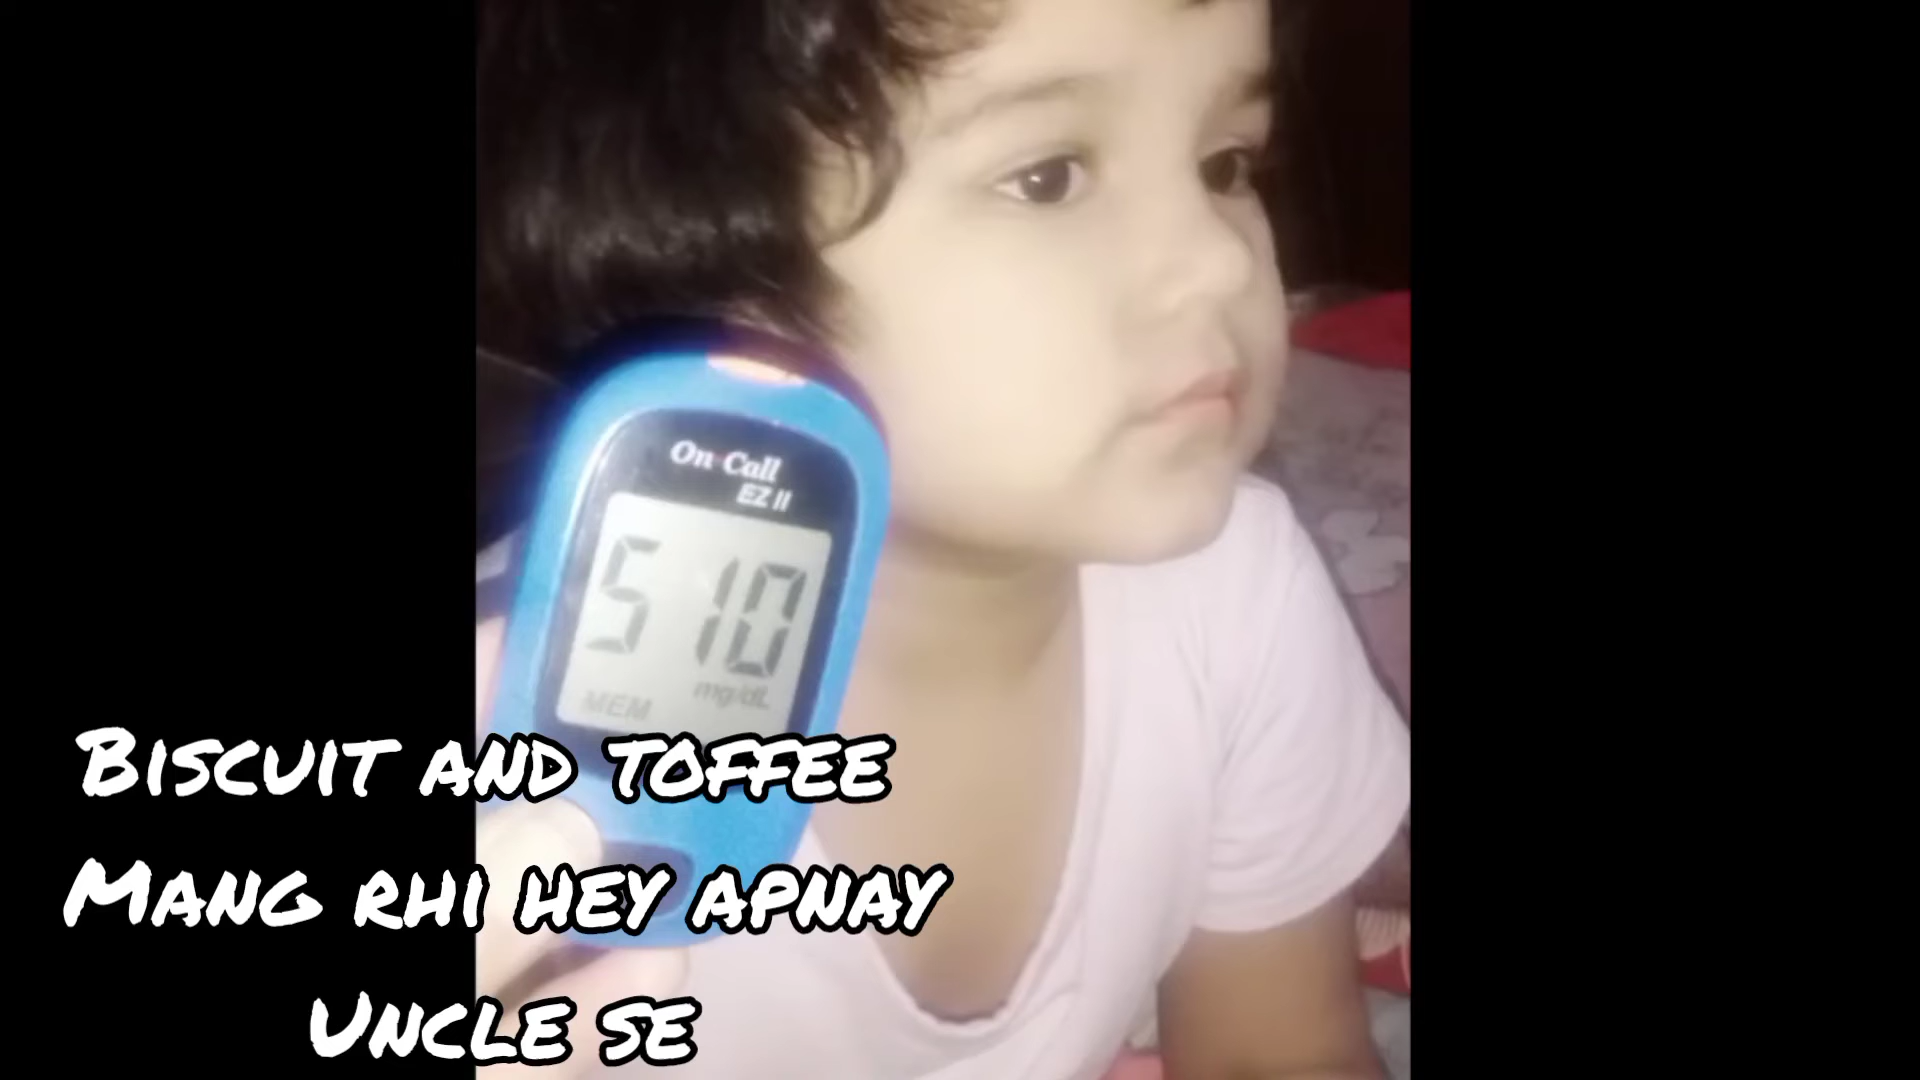 On Call
EZ II
510
mg/dL
MEM
BISCUIT AND TOFFEE
MANG RHI HEY APNAY
UNCLE SE